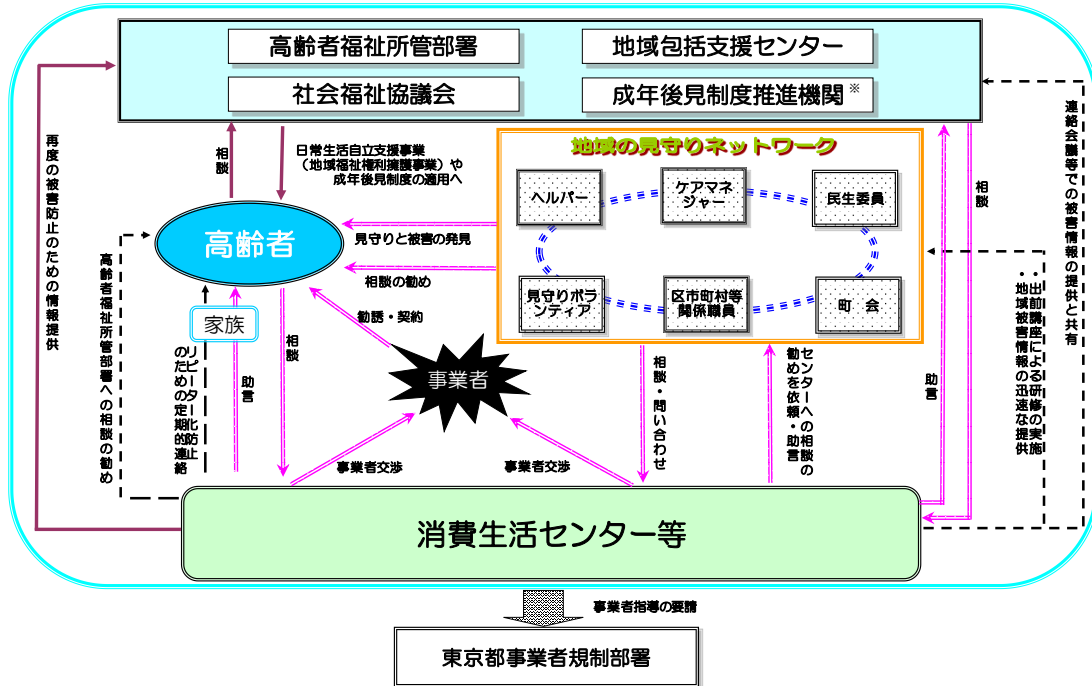 高齢者福祉所管部署
地域包括支援センター
社会福祉協議会
成年後見制度推進機関※
再度の被害防止のための情報提供
相談
日常生活自立支援事業
（地域福祉権利擁護事業）や
成年後見制度の適用へ
地域の見守りネットワーク
ヘルパー
ケアマネ
ジャー
民生委員
見守りボラ
ンティア
区市町村等
関係職員
町　会
相談
連絡会議等での被害情報の提供と共有
高齢者
見守りと被害の発見
相談の勧め
勧誘・契約
高齢者福祉所管部署への相談の勧め
家族
リピーター化防止
のための定期的連絡
助言
相談
事業者
相談・問い合わせ
センターへの相談の
勧めを依頼・助言
助言
・出前講座による研修の実施
・地域被害情報の迅速な提供
事業者交渉
事業者交渉
消費生活センター等
事業者指導の要請
東京都事業者規制部署